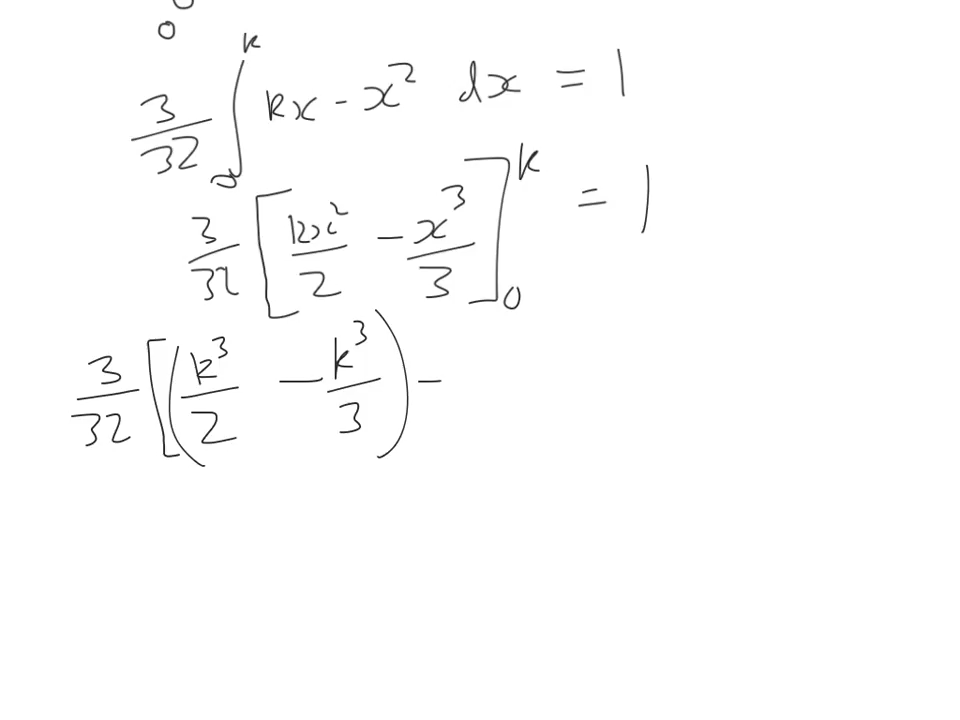 0
3/32 ∫₀ᵏ kx - x² dx = 1
3/32 [kx²/2 - x³/3]₀ᵏ = 1
3/32 [(k³/2 - k³/3) -